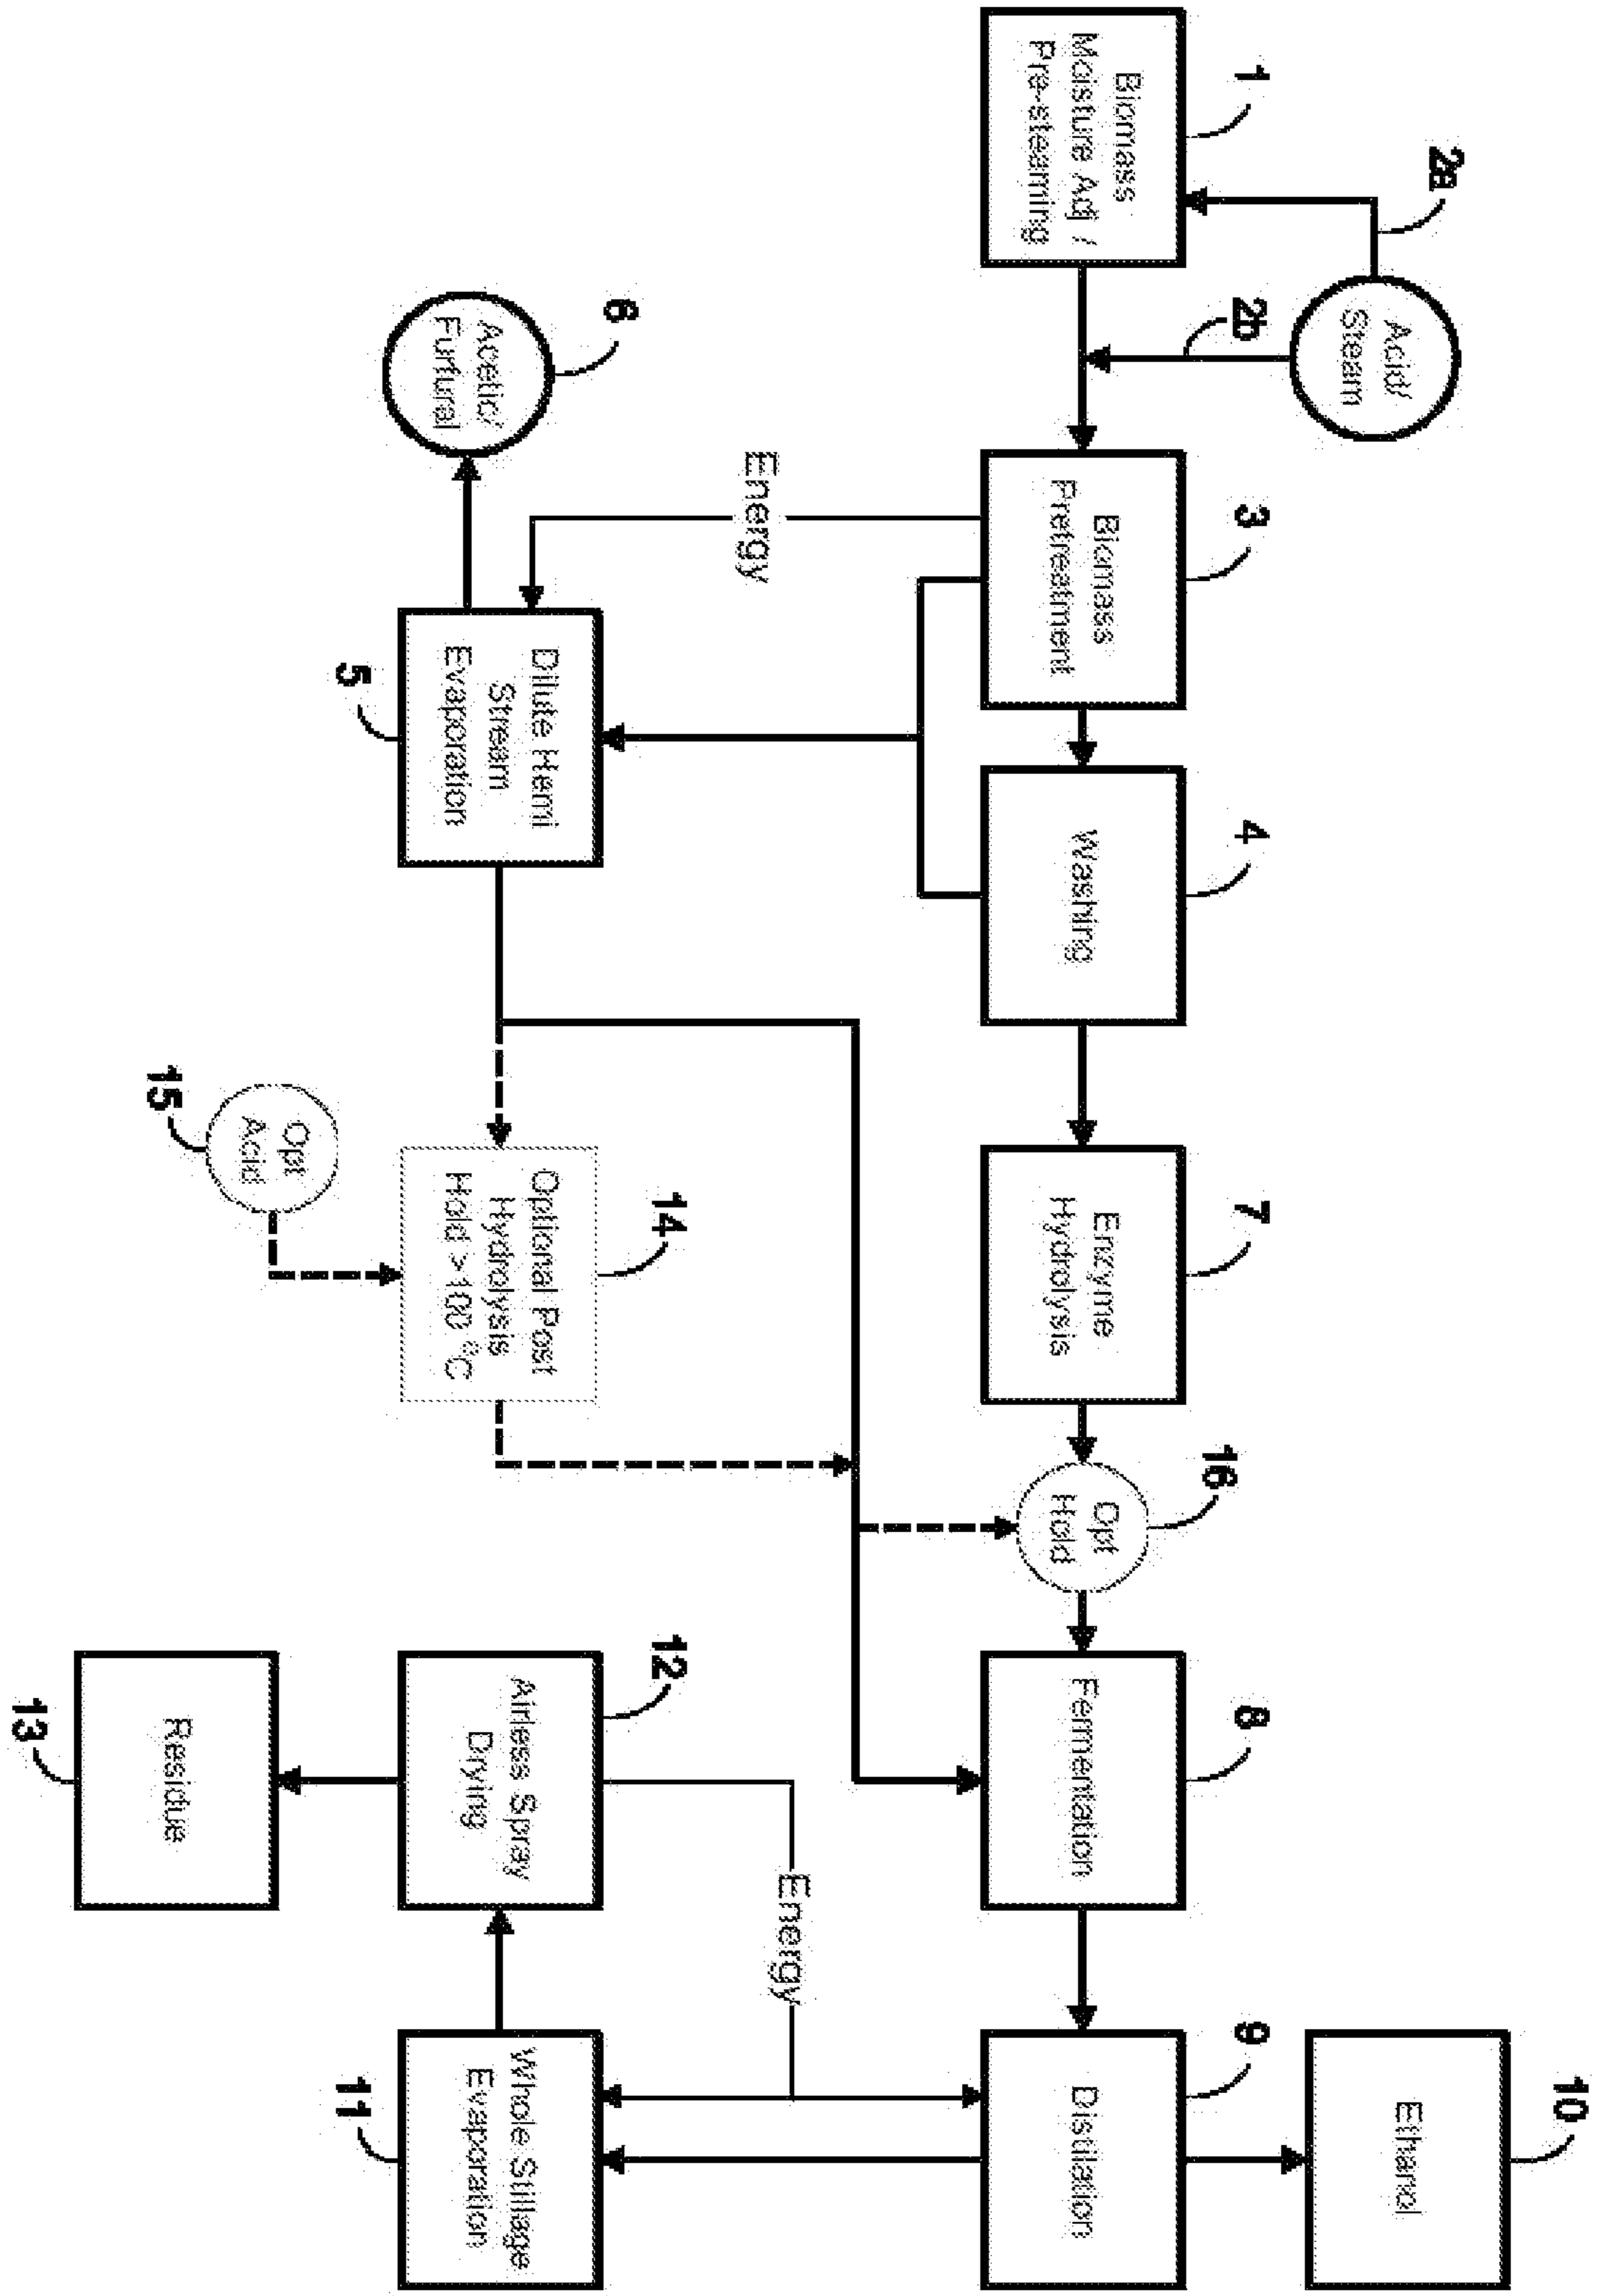 10
Ethanol
2a
Acid/
Steam
2b
1
Biomass
Moisture Adj /
Pre-steaming
3
Biomass
Pretreatment
4
Washing
7
Enzyme
Hydrolysis
16
Opt
Hold
8
Fermentation
9
Distilation
Energy
Energy
6
Acetic/
Furfural
Dilute Hemi
Stream
Evaporation
5
14
Optional Post
Hydrolysis
Hold >100 °C
12
Airless Spray
Drying
Whole Stillage
Evaporation
11
15
Opt
Acid
Residue
13